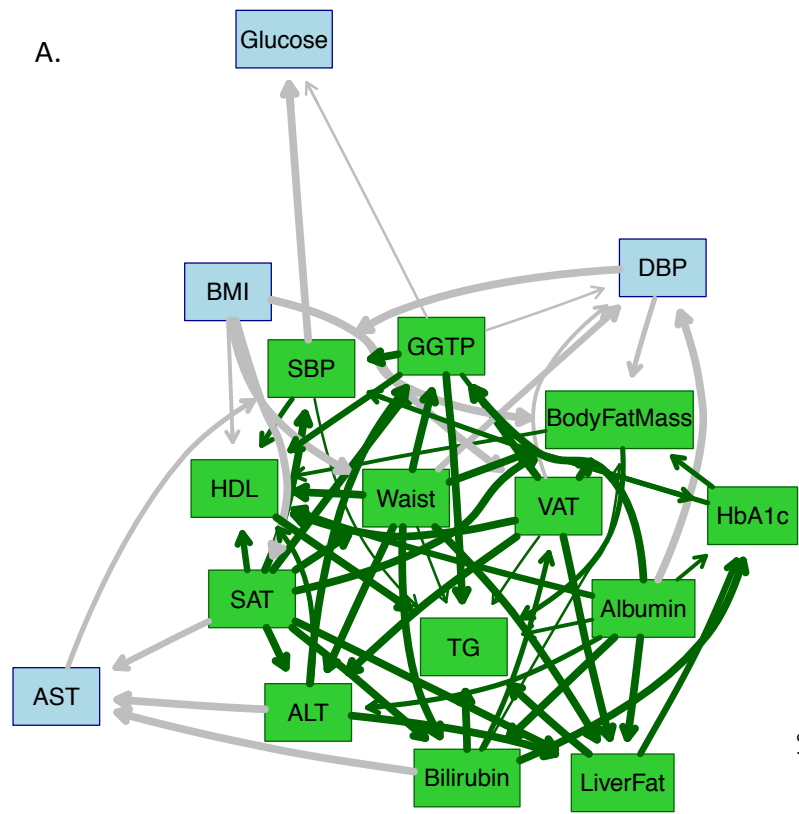 Glucose
A.
DBP
BMI
GGTP
SBP
BodyFatMass
HDL
Waist
VAT
HbA1c
SAT
Albumin
TG
AST
ALT
Bilirubin
LiverFat